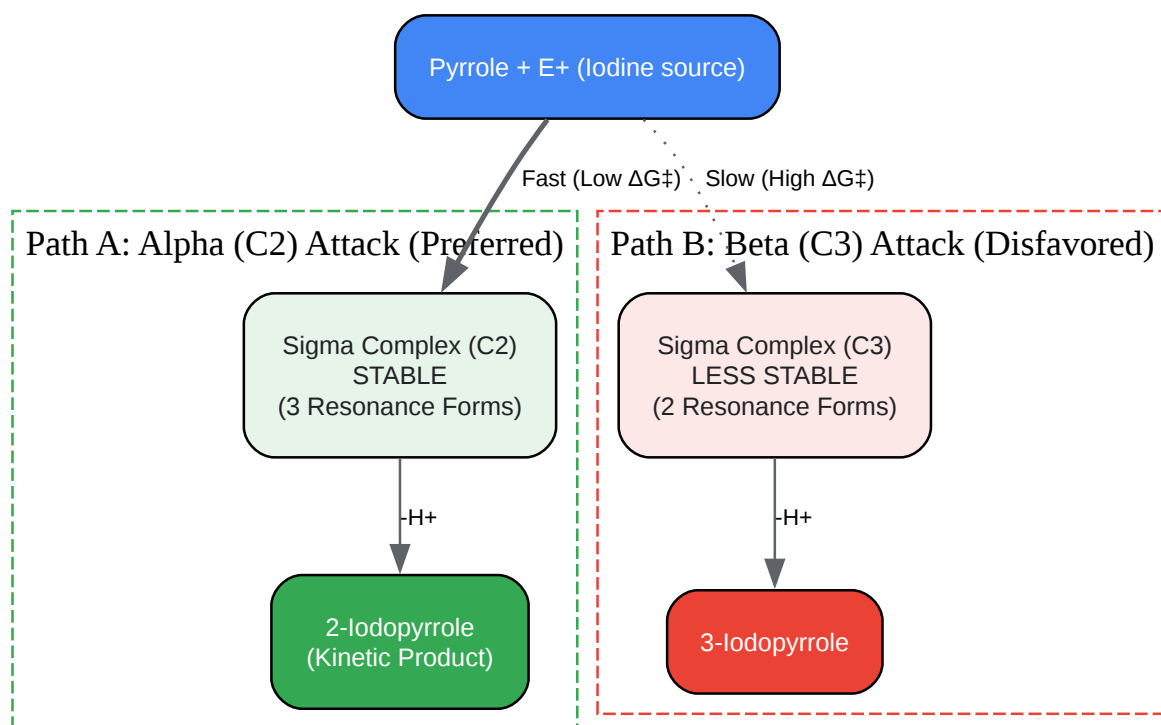 Pyrrole + E+ (Iodine source)
Fast (Low ΔG‡)
Slow (High ΔG‡)
Path A: Alpha (C2) Attack (Preferred)
Path B: Beta (C3) Attack (Disfavored)
Sigma Complex (C2)
STABLE
(3 Resonance Forms)
Sigma Complex (C3)
LESS STABLE
(2 Resonance Forms)
-H+
-H+
2-Iodopyrrole
(Kinetic Product)
3-Iodopyrrole